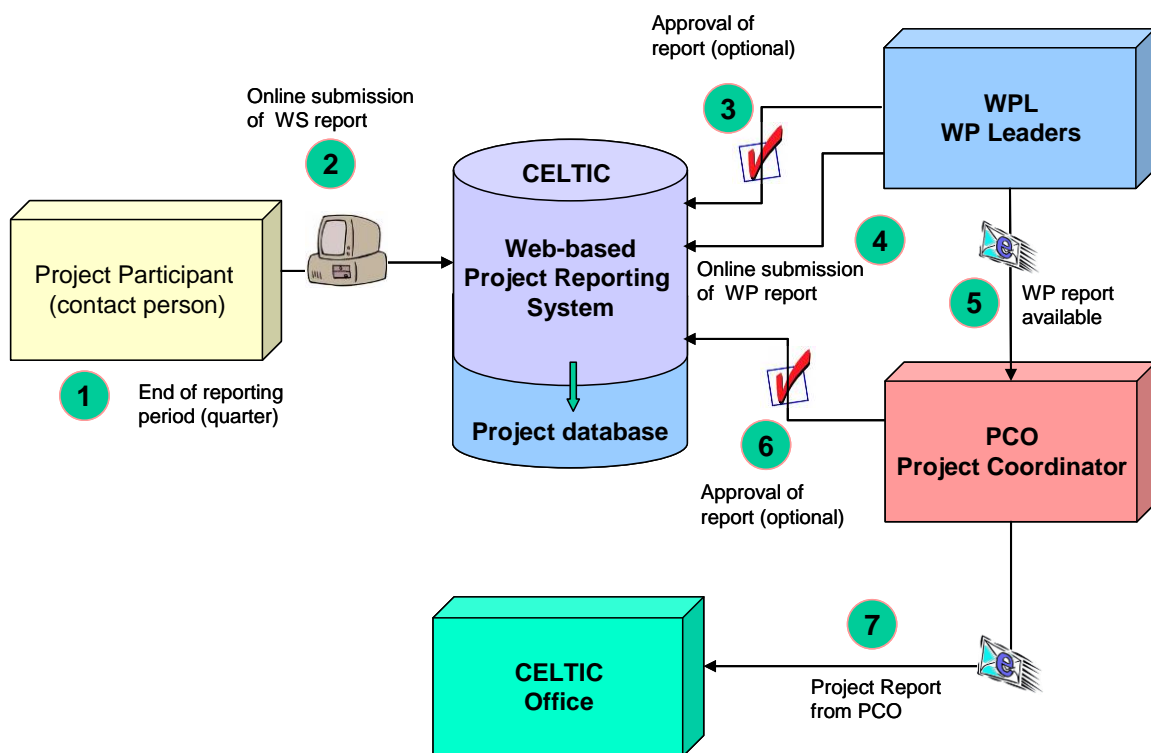 Approval of
report (optional)
3
WPL
WP Leaders
Online submission
of WS report
2
CELTIC
Web-based
Project Reporting
System
Project database
Project Participant
(contact person)
1
End of reporting
period (quarter)
4
Online submission
of WP report
e
5
WP report
available
6
Approval of
report (optional)
PCO
Project Coordinator
7
e
Project Report
from PCO
CELTIC
Office